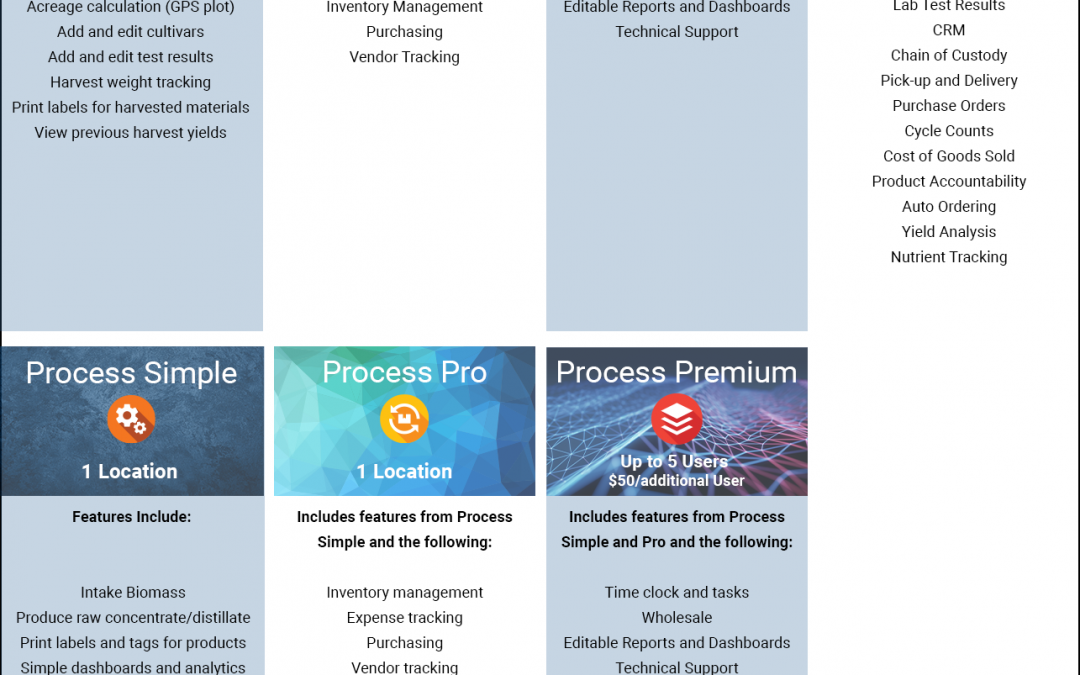 Acreage calculation (GPS plot)
Add and edit cultivars
Add and edit test results
Harvest weight tracking
Print labels for harvested materials
View previous harvest yields
Inventory Management
Purchasing
Vendor Tracking
Editable Reports and Dashboards
Technical Support
Lab Test Results
CRM
Chain of Custody
Pick-up and Delivery
Purchase Orders
Cycle Counts
Cost of Goods Sold
Product Accountability
Auto Ordering
Yield Analysis
Nutrient Tracking
Process Simple
1 Location
Features Include:
Intake Biomass
Produce raw concentrate/distillate
Print labels and tags for products
Simple dashboards and analytics
Process Pro
1 Location
Includes features from Process
Simple and the following:
Inventory management
Expense tracking
Purchasing
Vendor tracking
Process Premium
Up to 5 Users
$50/additional User
Includes features from Process
Simple and Pro and the following:
Time clock and tasks
Wholesale
Editable Reports and Dashboards
Technical Support